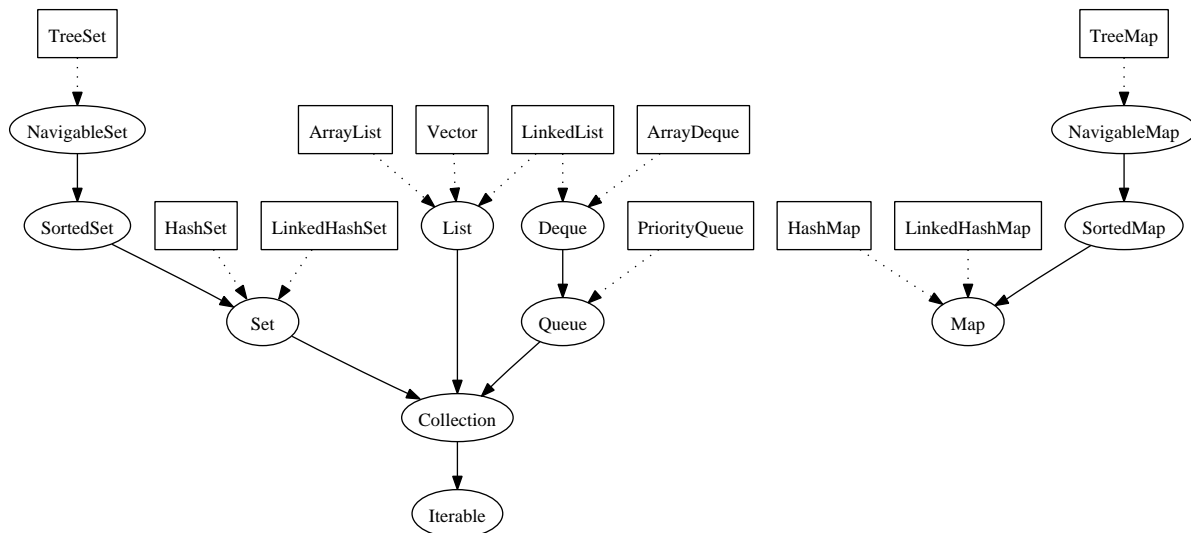 TreeSet
TreeMap
NavigableSet
ArrayList
Vector
LinkedList
ArrayDeque
NavigableMap
SortedSet
HashSet
LinkedHashSet
List
Deque
PriorityQueue
HashMap
LinkedHashMap
SortedMap
Set
Queue
Map
Collection
Iterable